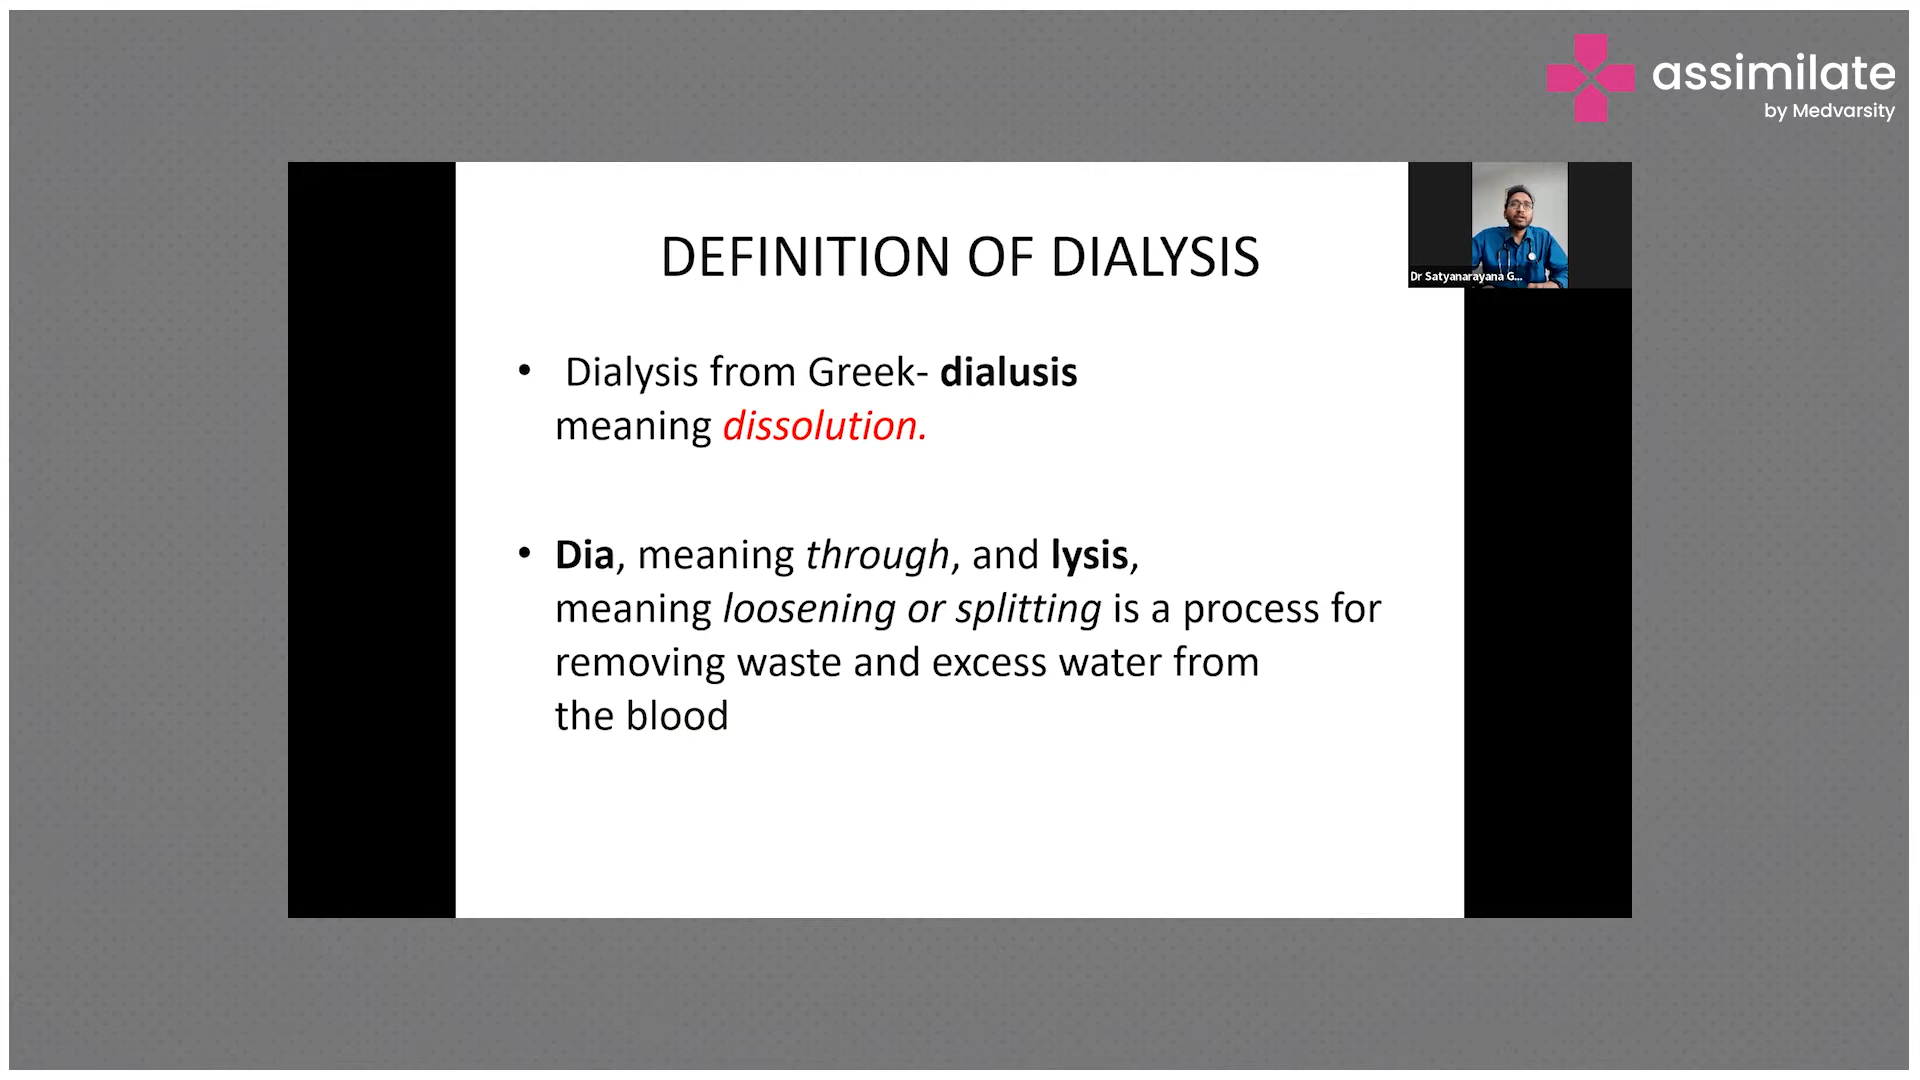 assimilate
by Medvarsity
Dr Satyanarayana G...
DEFINITION OF DIALYSIS
• Dialysis from Greek- dialusis
meaning dissolution.
• Dia, meaning through, and lysis,
meaning loosening or splitting is a process for
removing waste and excess water from
the blood